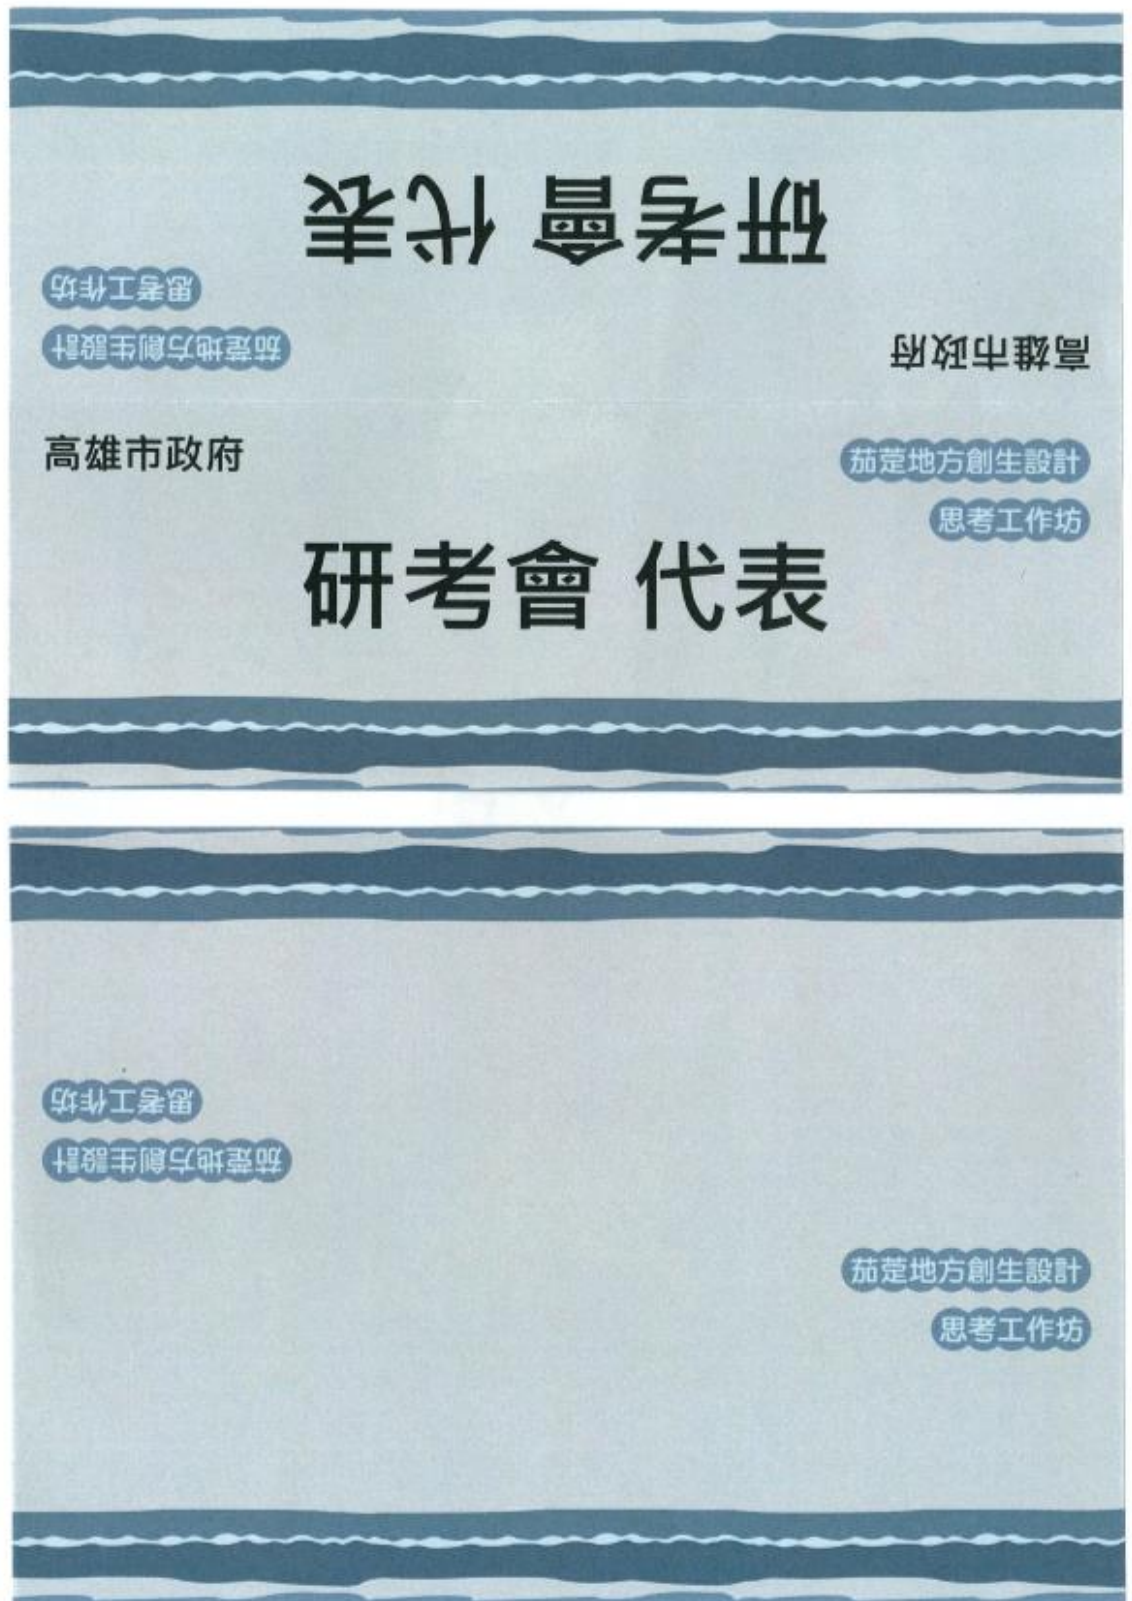 研考會 代表
思考工作坊
茄萣地方創生設計
高雄市政府
高雄市政府
茄萣地方創生設計
思考工作坊
研考會 代表
思考工作坊
茄萣地方創生設計
茄萣地方創生設計
思考工作坊